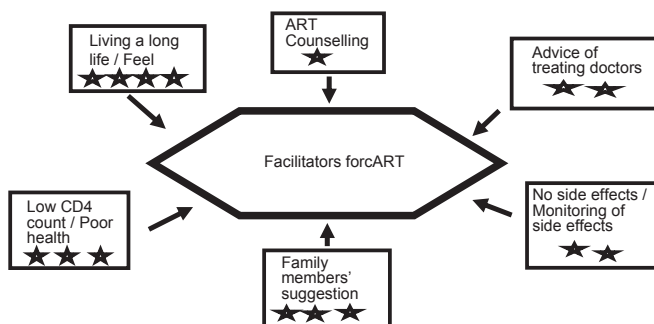 Living a long
life / Feel
ART
Counselling
Advice of
treating doctors
Facilitators forcART
Low CD4
count / Poor
health
Family
members'
suggestion
No side effects /
Monitoring of
side effects